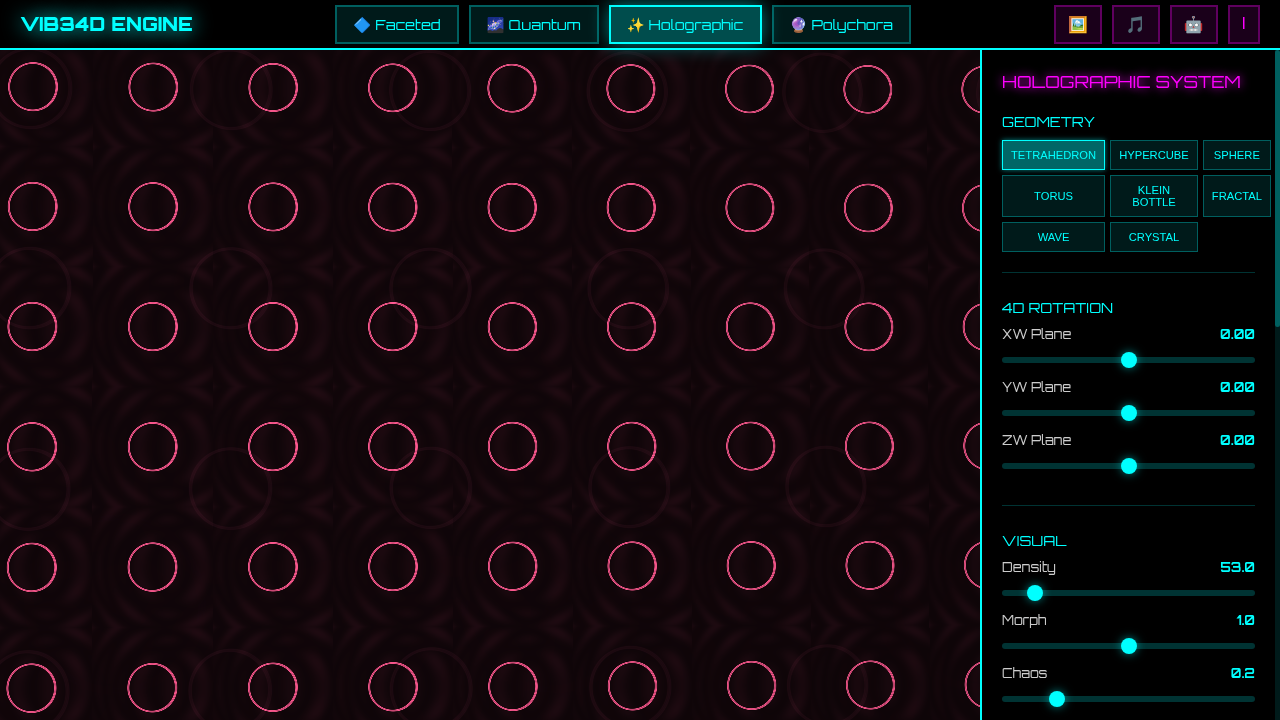 VIB34D ENGINE
🔷 Faceted
🌌 Quantum
✨ Holographic
🔮 Polychora
I
HOLOGRAPHIC SYSTEM
GEOMETRY
TETRAHEDRON
HYPERCUBE
SPHERE
TORUS
KLEIN
BOTTLE
FRACTAL
WAVE
CRYSTAL
4D ROTATION
XW Plane 0.00
YW Plane 0.00
ZW Plane 0.00
VISUAL
Density 53.0
Morph 1.0
Chaos 0.2